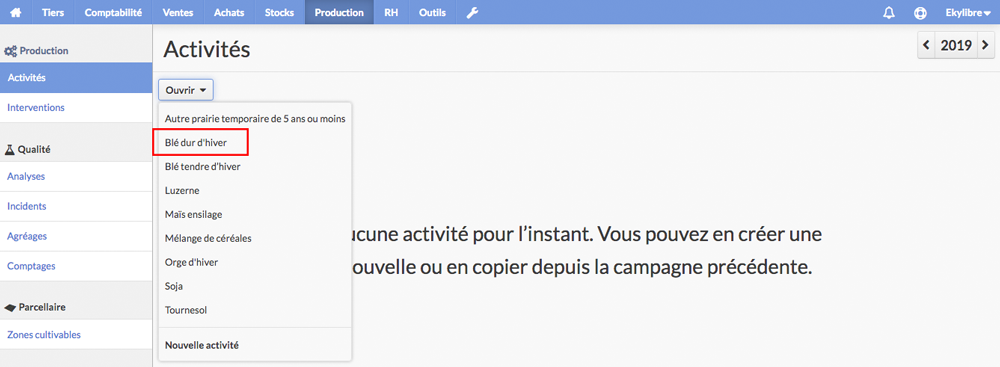 Tiers Comptabilité Ventes Achats Stocks Production RH Outils Ekylibre
Production
Activités
Interventions
Qualité
Analyses
Incidents
Agréages
Comptages
Parcellaire
Zones cultivables
Activités
2019
Ouvrir
Autre prairie temporaire de 5 ans ou moins
Blé dur d'hiver
Blé tendre d'hiver
Luzerne
Maïs ensilage
Mélange de céréales
Orge d'hiver
Soja
Tournesol
Nouvelle activité
ucune activité pour l'instant. Vous pouvez en créer une
ouvelle ou en copier depuis la campagne précédente.